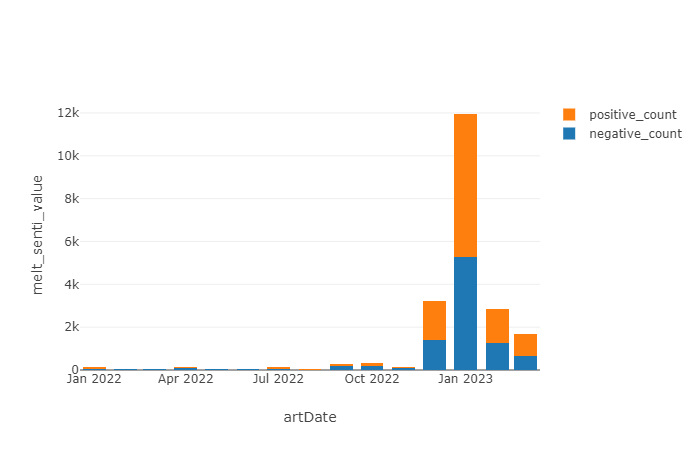 12k
10k
8k
6k
4k
2k
0
melt_senti_value
Jan 2022
Apr 2022
Jul 2022
Oct 2022
Jan 2023
artDate
positive_count
negative_count